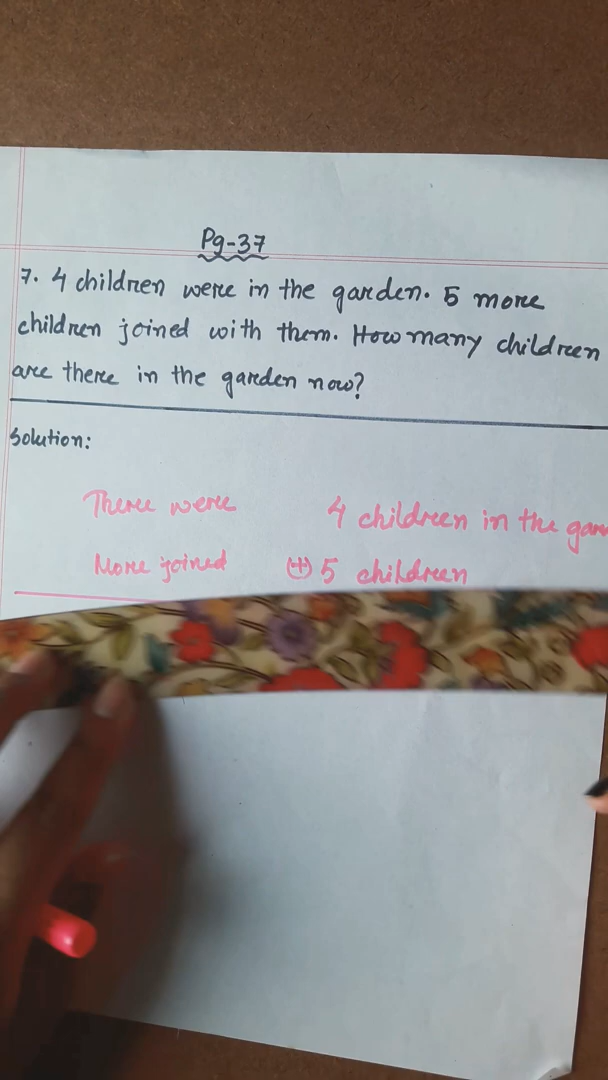 Pg-37
7. 4 children were in the garden. 5 more
children joined with them. How many children
are there in the garden now?
Solution:
There were 4 children in the gar
More joined (+) 5 children